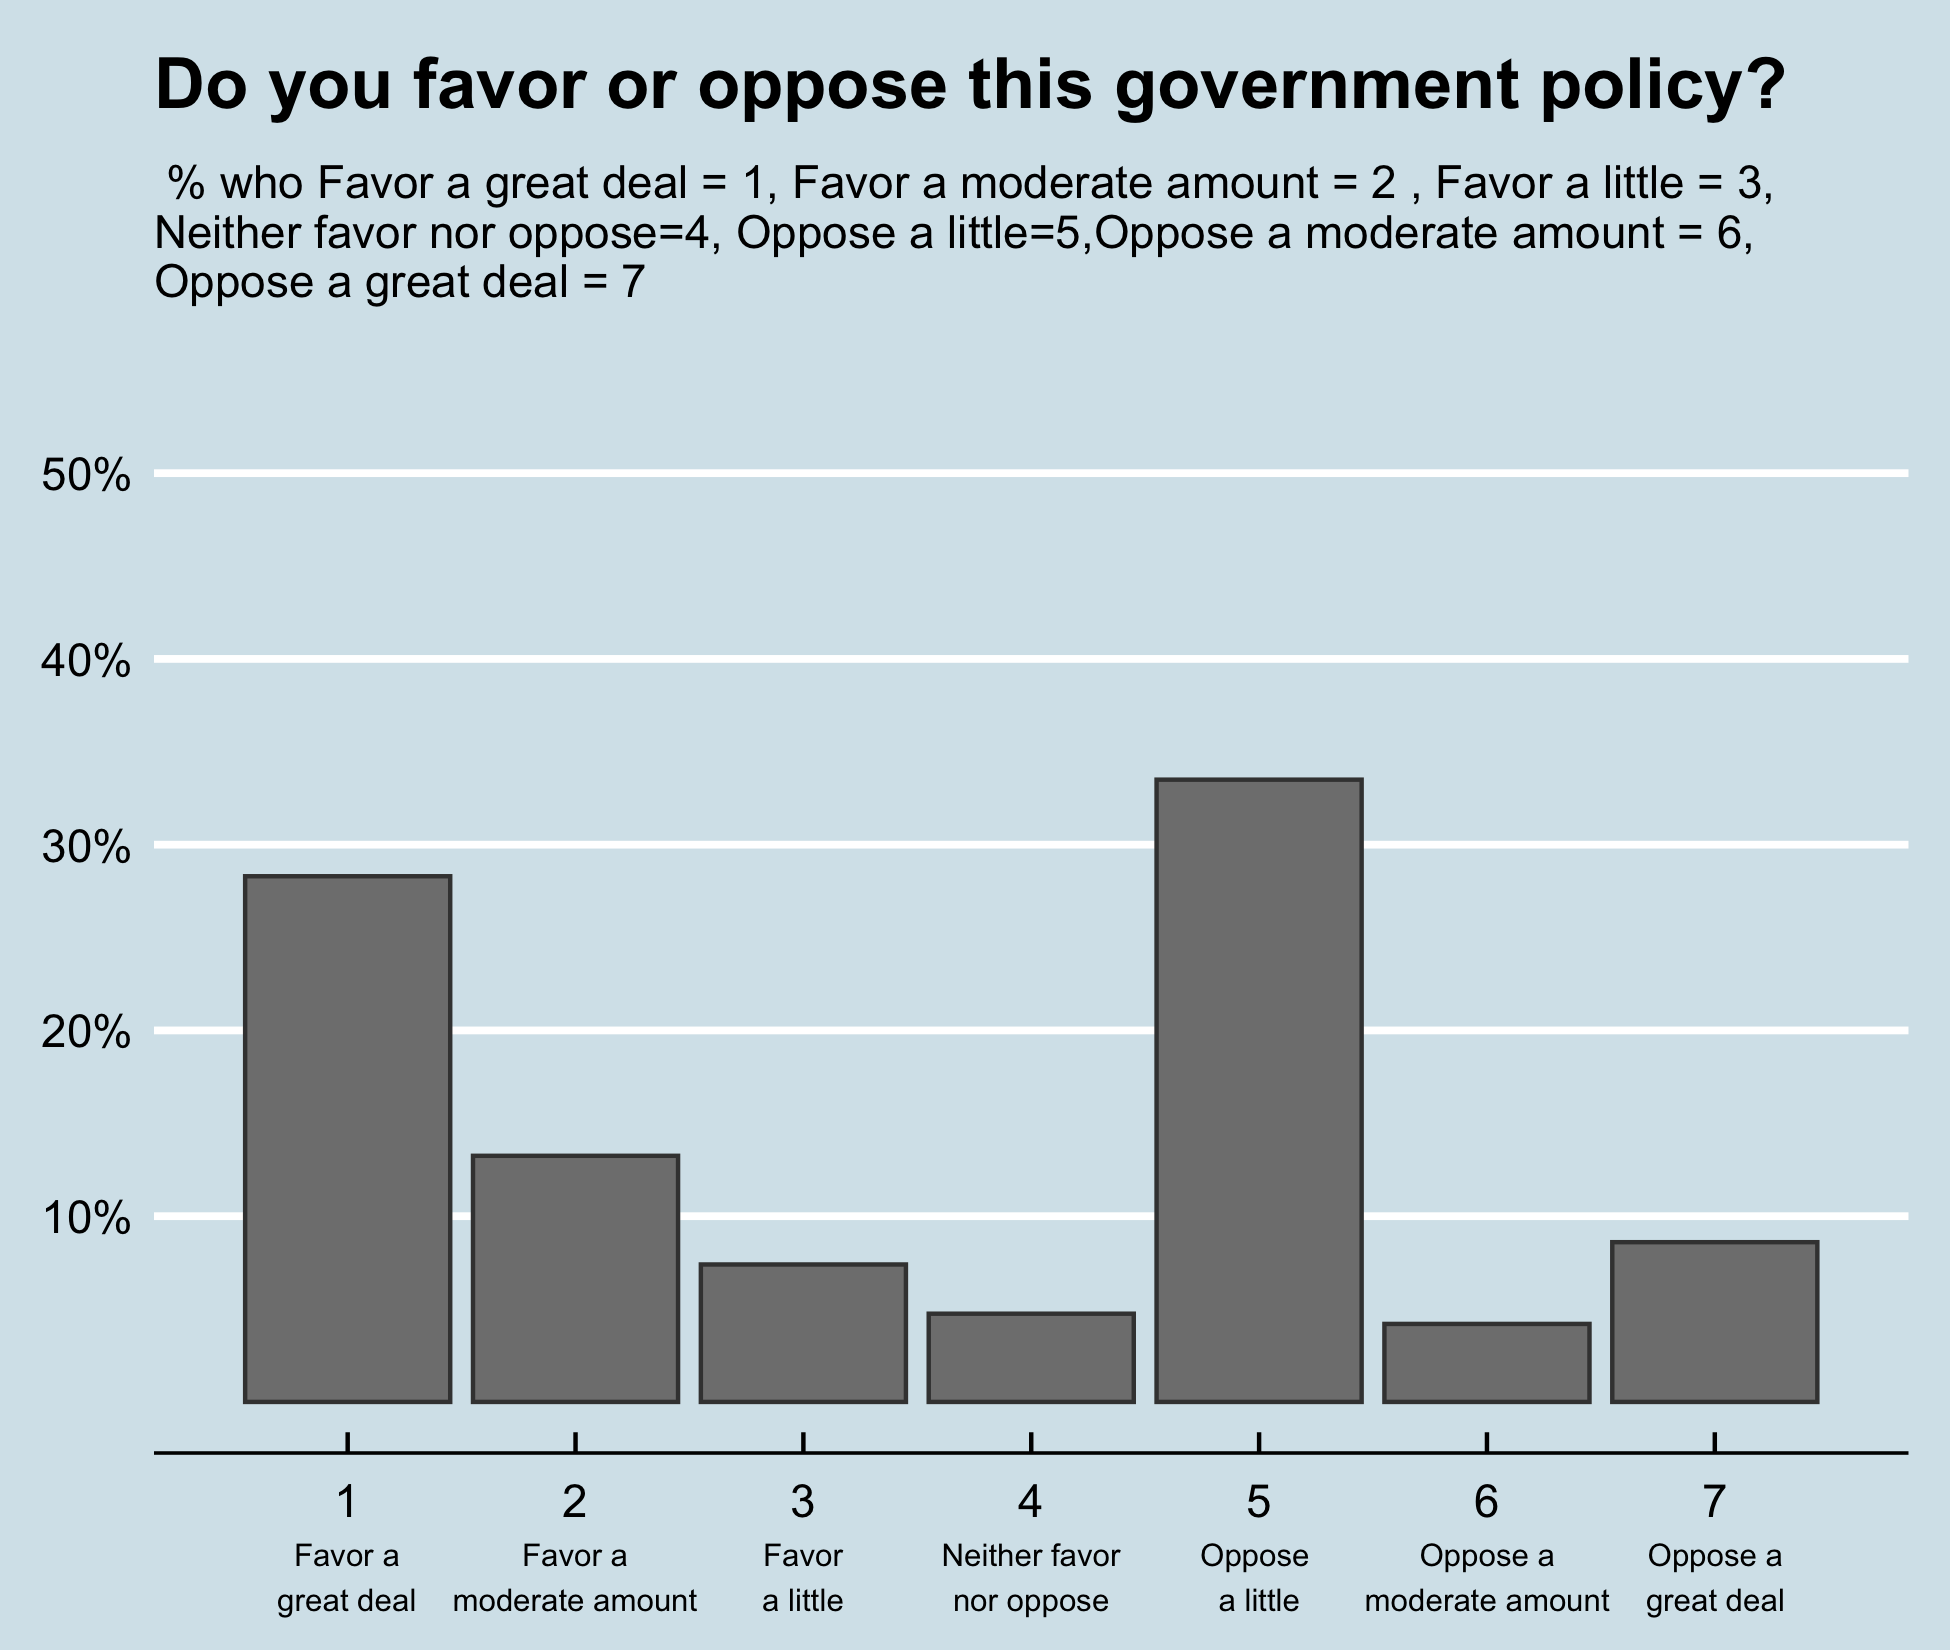 Do you favor or oppose this government policy?
% who Favor a great deal = 1, Favor a moderate amount = 2 , Favor a little = 3,
Neither favor nor oppose=4, Oppose a little=5,Oppose a moderate amount = 6,
Oppose a great deal = 7
50%
40%
30%
20%
10%
1 2 3 4 5 6 7
Favor a Favor a Favor Neither favor Oppose Oppose a Oppose a
great deal moderate amount a little nor oppose a little moderate amount great deal